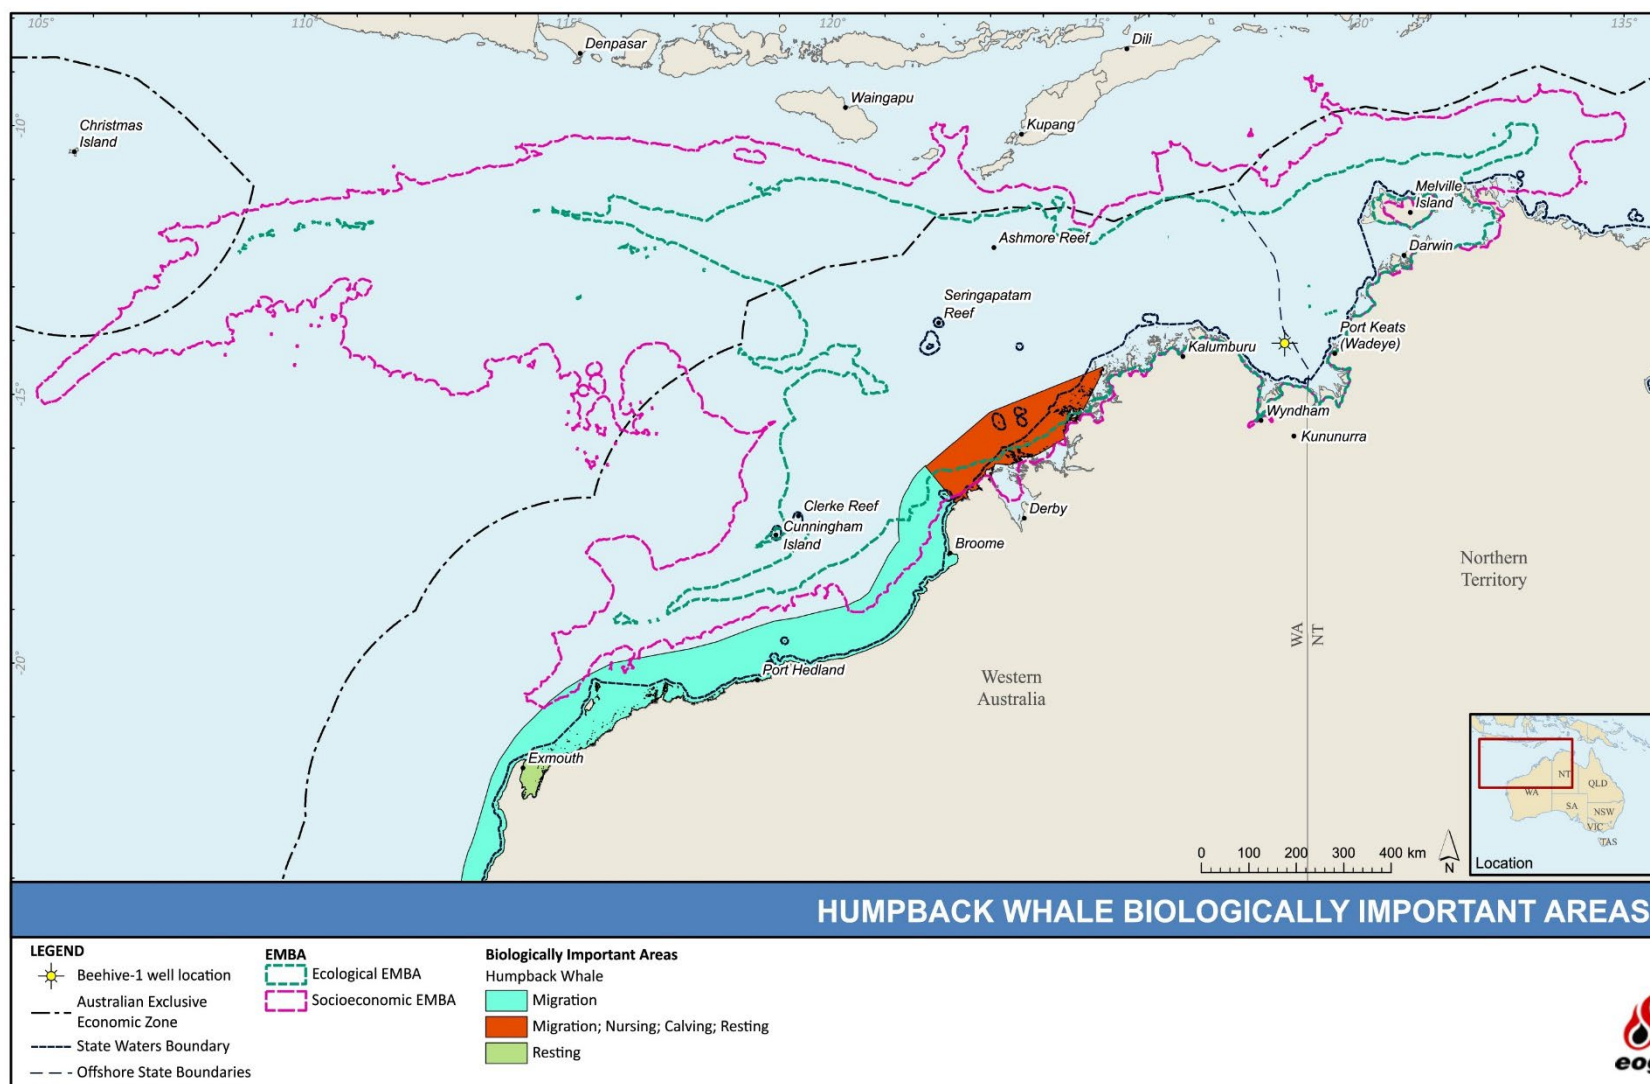 105°
110°
115°
120°
125°
130°
135°
-10°
-15°
-20°
Denpasar
Dili
Waingapu
Kupang
Christmas
Island
Melville
Island
Ashmore Reef
Darwin
Seringapatam
Reef
Port Keats
(Wadeye)
Kalumburu
Wyndham
Kununurra
Clerke Reef
Cunningham
Island
Derby
Broome
Northern
Territory
WA
NT
Port Hedland
Western
Australia
Exmouth
0 100 200 300 400 km
N
NT
QLD
WA
SA
NSW
VIC
TAS
Location
HUMPBACK WHALE BIOLOGICALLY IMPORTANT AREAS
LEGEND
Beehive-1 well location
Australian Exclusive
Economic Zone
State Waters Boundary
Offshore State Boundaries
EMBA
Ecological EMBA
Socioeconomic EMBA
Biologically Important Areas
Humpback Whale
Migration
Migration; Nursing; Calving; Resting
Resting